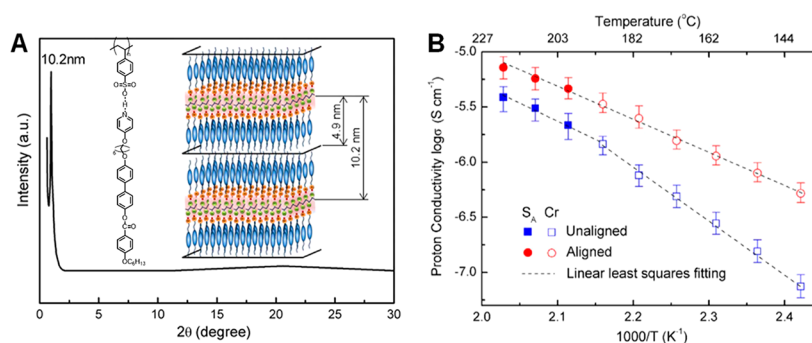 A
10.2nm
Intensity (a.u.)
4.9 nm
10.2 nm
0
5
10
15
20
25
30
2θ (degree)
n
O=S=O
O
H
N
O
O
O
C=O
OC₆H₁₃
B
Temperature (°C)
227
203
182
162
144
Proton Conductivity logσ (S cm⁻¹)
-5.0
-5.5
-6.0
-6.5
-7.0
S_A Cr
Unaligned
Aligned
Linear least squares fitting
2.0
2.1
2.2
2.3
2.4
1000/T (K⁻¹)